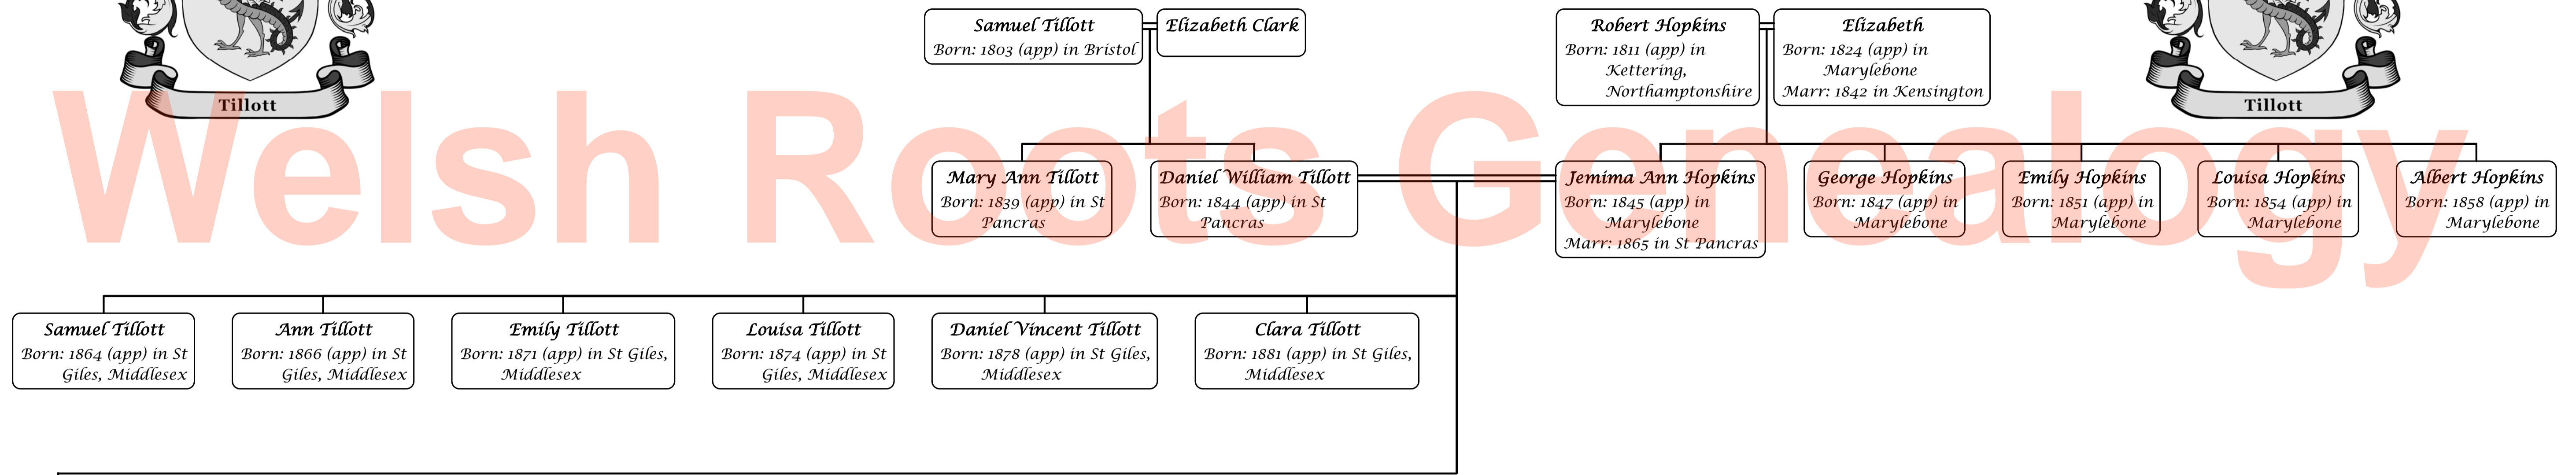 Samuel Tillott
Born: 1803 (app) in Bristol
Elizabeth Clark
Robert Hopkins
Born: 1811 (app) in
Kettering,
Northamptonshire
Elizabeth
Born: 1824 (app) in
Marylebone
Marr: 1842 in Kensington
Tillott
Tillott
Welsh Roots Genealogy
Mary Ann Tillott
Born: 1839 (app) in St
Pancras
Daniel William Tillott
Born: 1844 (app) in St
Pancras
Jemima Ann Hopkins
Born: 1845 (app) in
Marylebone
Marr: 1865 in St Pancras
George Hopkins
Born: 1847 (app) in
Marylebone
Emily Hopkins
Born: 1851 (app) in
Marylebone
Louisa Hopkins
Born: 1854 (app) in
Marylebone
Albert Hopkins
Born: 1858 (app) in
Marylebone
Samuel Tillott
Born: 1864 (app) in St
Giles, Middlesex
Ann Tillott
Born: 1866 (app) in St
Giles, Middlesex
Emily Tillott
Born: 1871 (app) in St Giles,
Middlesex
Louisa Tillott
Born: 1874 (app) in St
Giles, Middlesex
Daniel Vincent Tillott
Born: 1878 (app) in St Giles,
Middlesex
Clara Tillott
Born: 1881 (app) in St Giles,
Middlesex